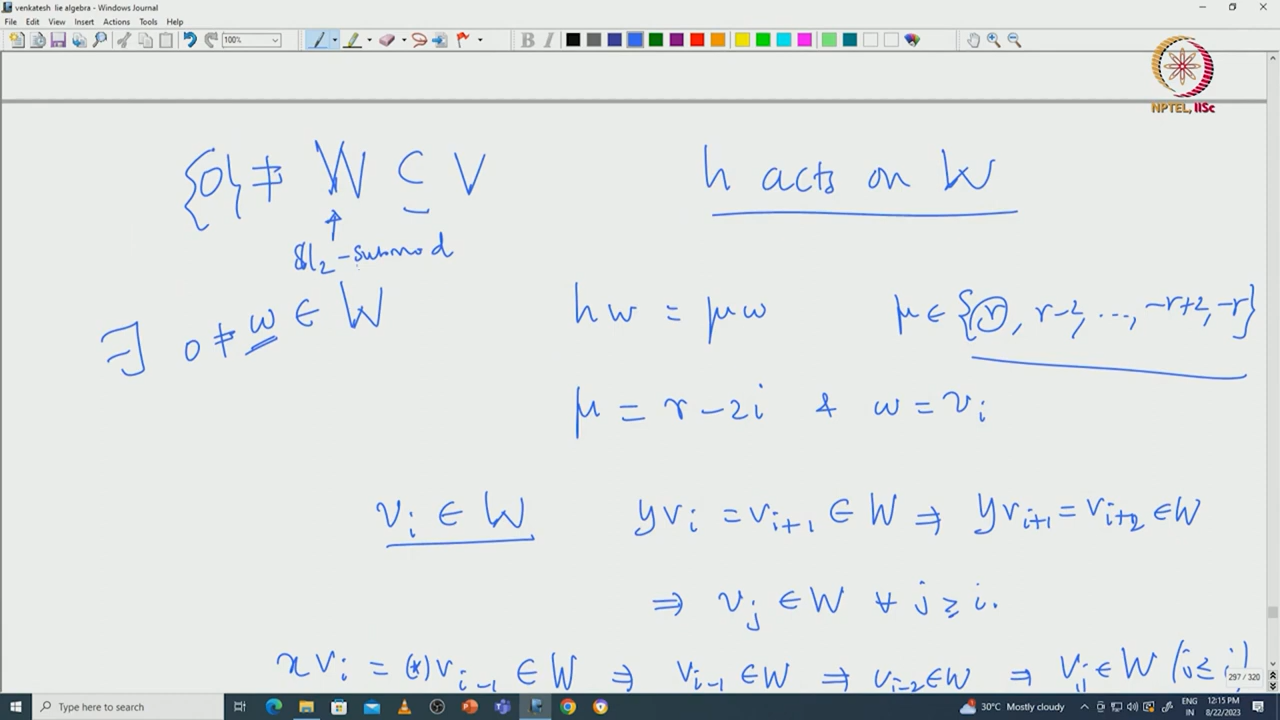 venkatesh lie algebra - Windows Journal
File Edit View Insert Actions Tools Help
100%
B I
NPTEL, IISc
{0} ≠ W ⊂ V
h acts on W
↑
sl₂-submod
∃ 0 ≠ w ∈ W
hw = μw
μ ∈ {r, r-2, ..., -r+2, -r}
μ = r - 2i & w = vᵢ
vᵢ ∈ W
yvᵢ = vᵢ₊₁ ∈ W ⇒ yvᵢ₊₁ = vᵢ₊₂ ∈ W
⇒ vⱼ ∈ W ∀ j ≥ i.
xvᵢ = (*)vᵢ₋₁ ∈ W ⇒ vᵢ₋₁ ∈ W ⇒ vᵢ₋₂ ∈ W ⇒ vⱼ ∈ W (j ≤ i)
297 / 320
Type here to search
30°C Mostly cloudy
ENG
IN
12:15 PM
8/22/2023